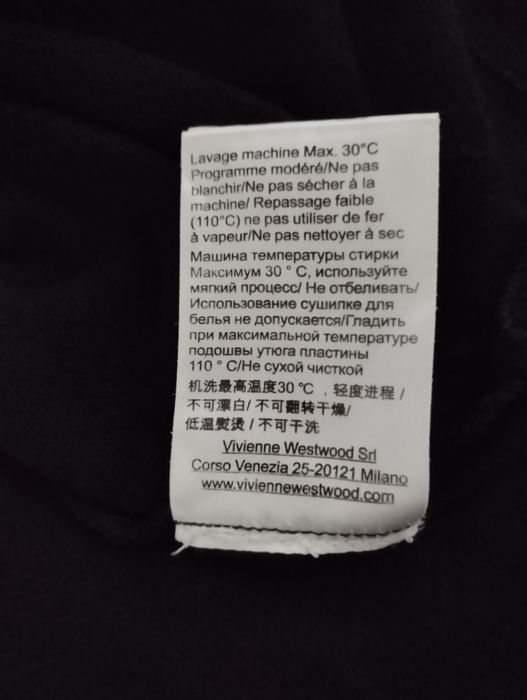 Lavage machine Max. 30°C
Programme modéré/Ne pas
blanchir/Ne pas sécher à la
machine/ Repassage faible
(110°C) ne pas utiliser de fer
à vapeur/Ne pas nettoyer à sec
Машина температуры стирки
Максимум 30 ° C, используйте
мягкий процесс/ Не отбеливать/
Использование сушилке для
белья не допускается/Гладить
при максимальной температуре
подошвы утюга пластины
110 ° C/Не сухой чисткой
机洗最高温度30 ℃ , 轻度进程 /
不可漂白/ 不可翻转干燥/
低温熨烫 / 不可干洗
Vivienne Westwood Srl
Corso Venezia 25-20121 Milano
www.viviennewestwood.com